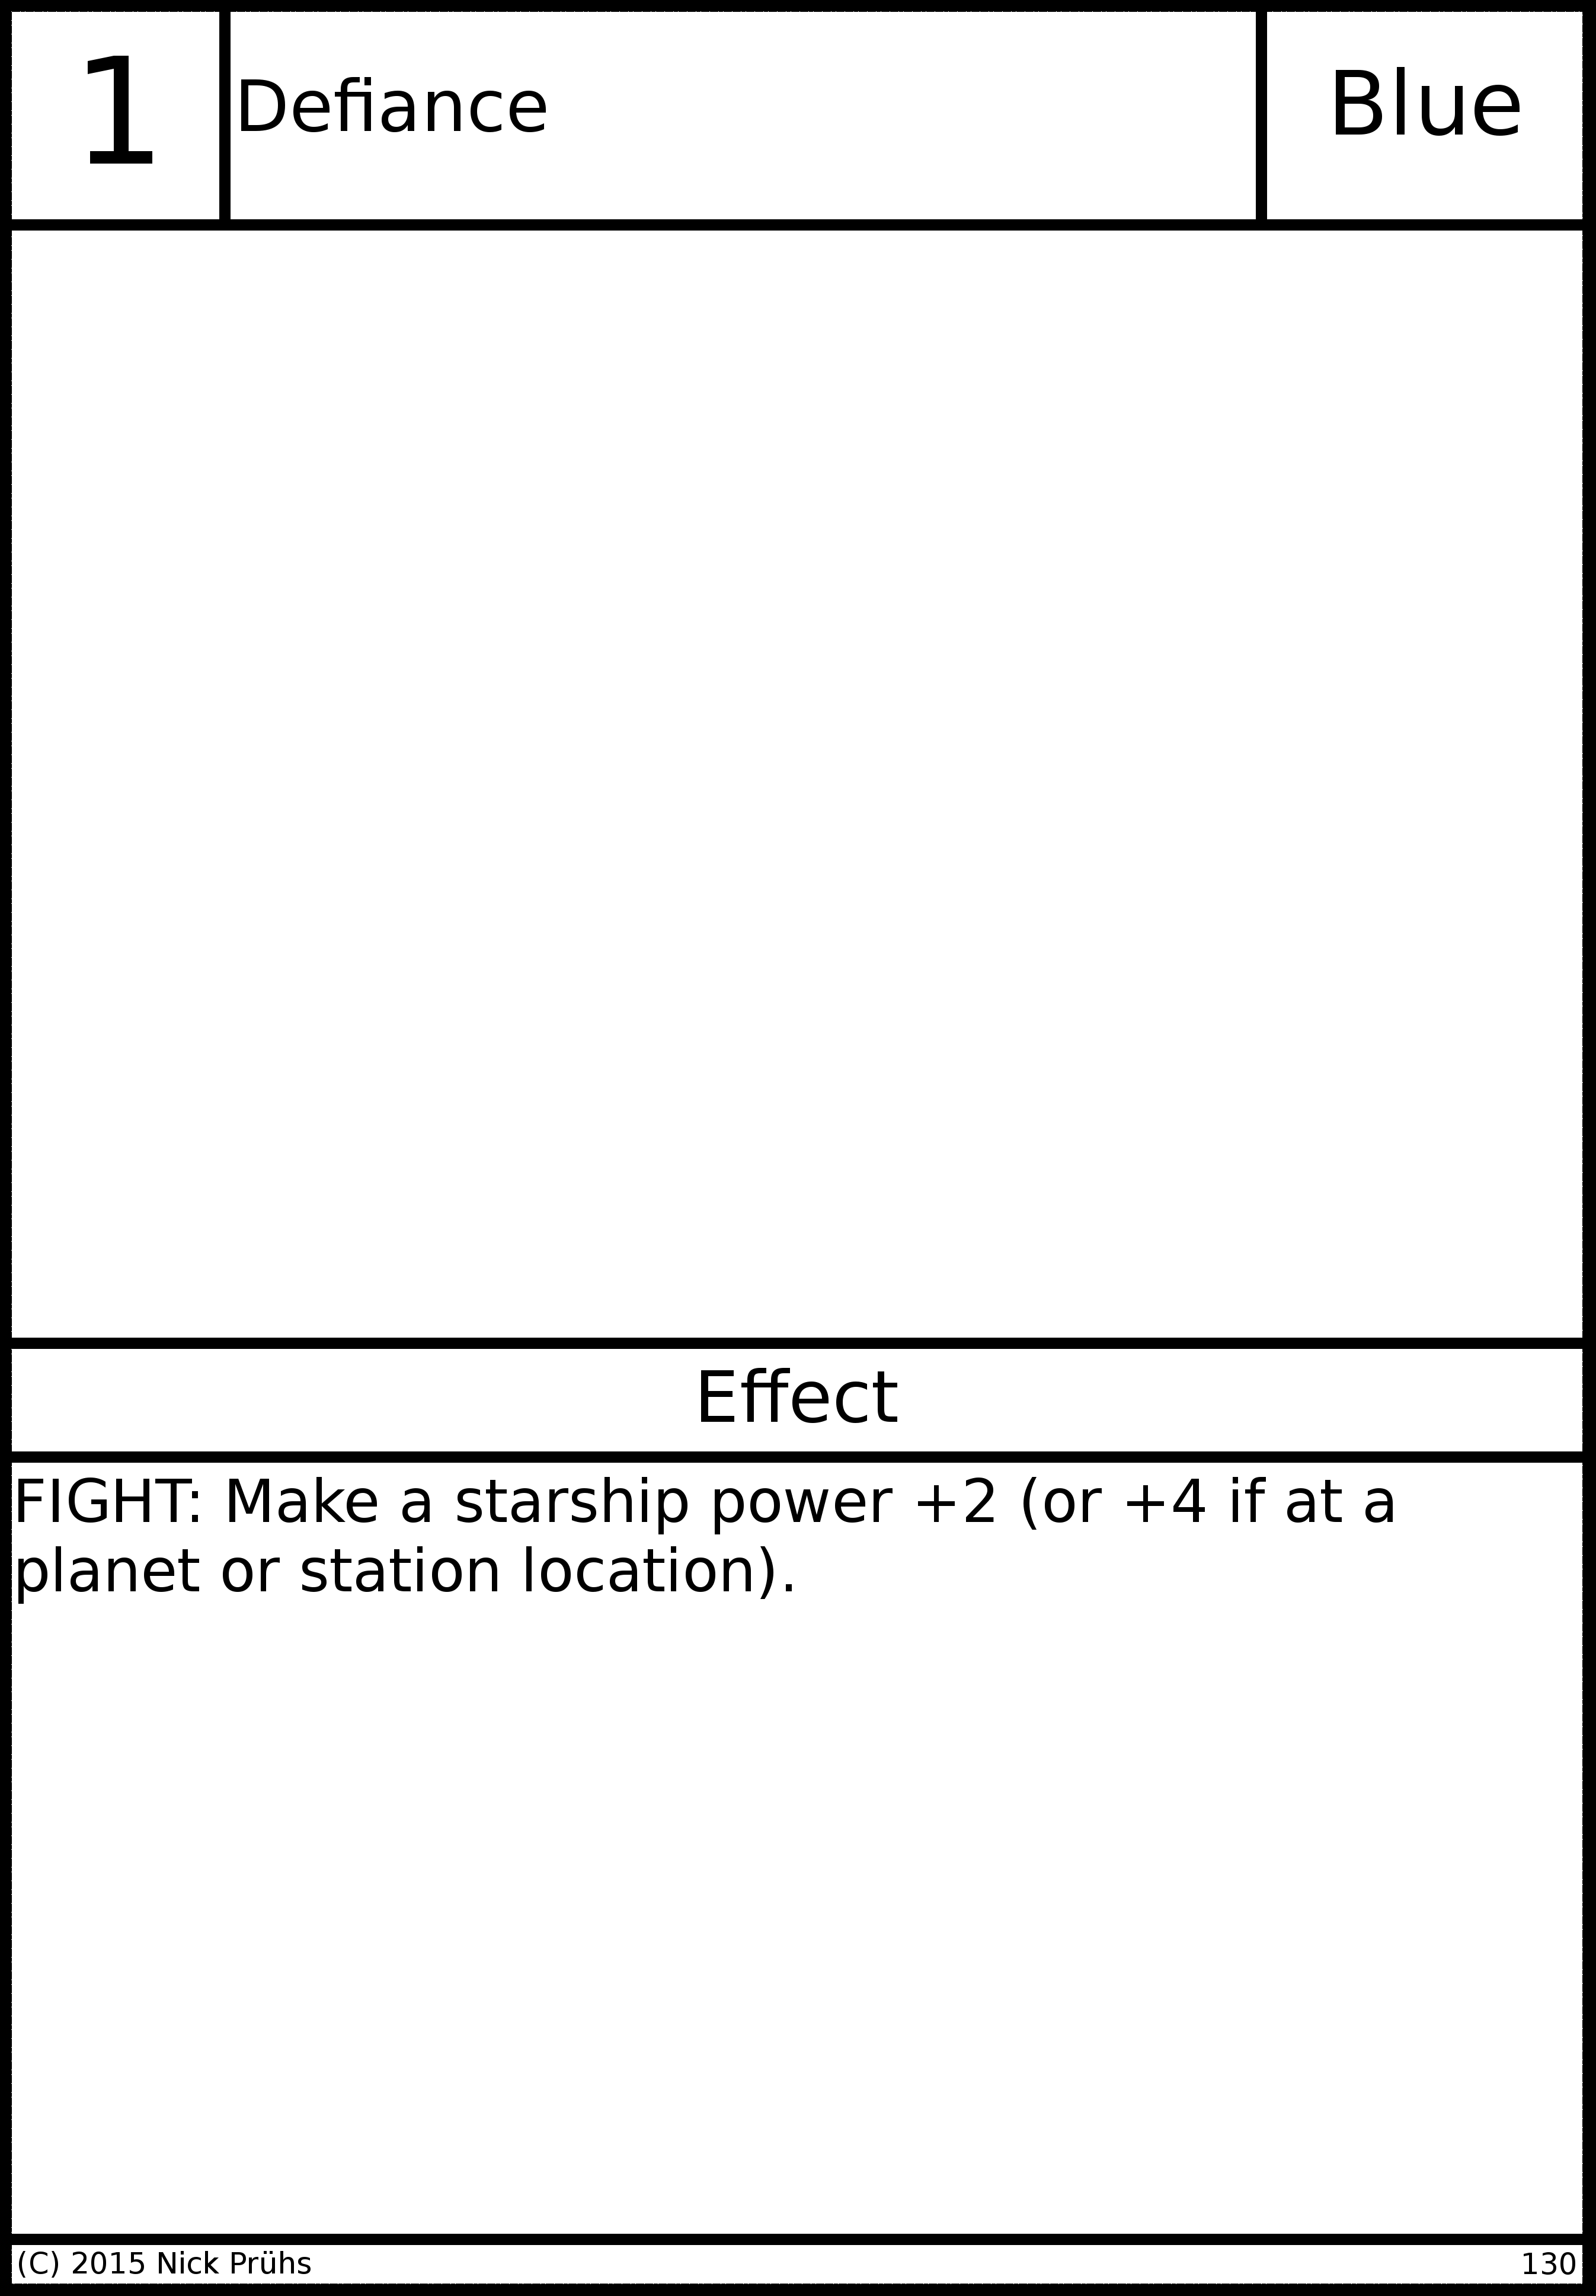 1
Defiance
Blue
Effect
FIGHT: Make a starship power +2 (or +4 if at a
planet or station location).
(C) 2015 Nick Prühs
130